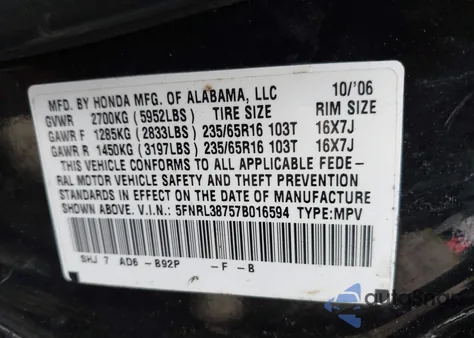 MFD. BY HONDA MFG. OF ALABAMA, LLC 10/'06
GVWR 2700KG (5952LBS) TIRE SIZE RIM SIZE
GAWR F 1285KG (2833LBS) 235/65R16 103T 16X7J
GAWR R 1450KG (3197LBS) 235/65R16 103T 16X7J
THIS VEHICLE CONFORMS TO ALL APPLICABLE FEDE-
RAL MOTOR VEHICLE SAFETY AND THEFT PREVENTION
STANDARDS IN EFFECT ON THE DATE OF MANUFACTURE
SHOWN ABOVE. V.I.N.: 5FNRL38757B016594 TYPE:MPV
SHJ 7 AD6 -B92P -F -B